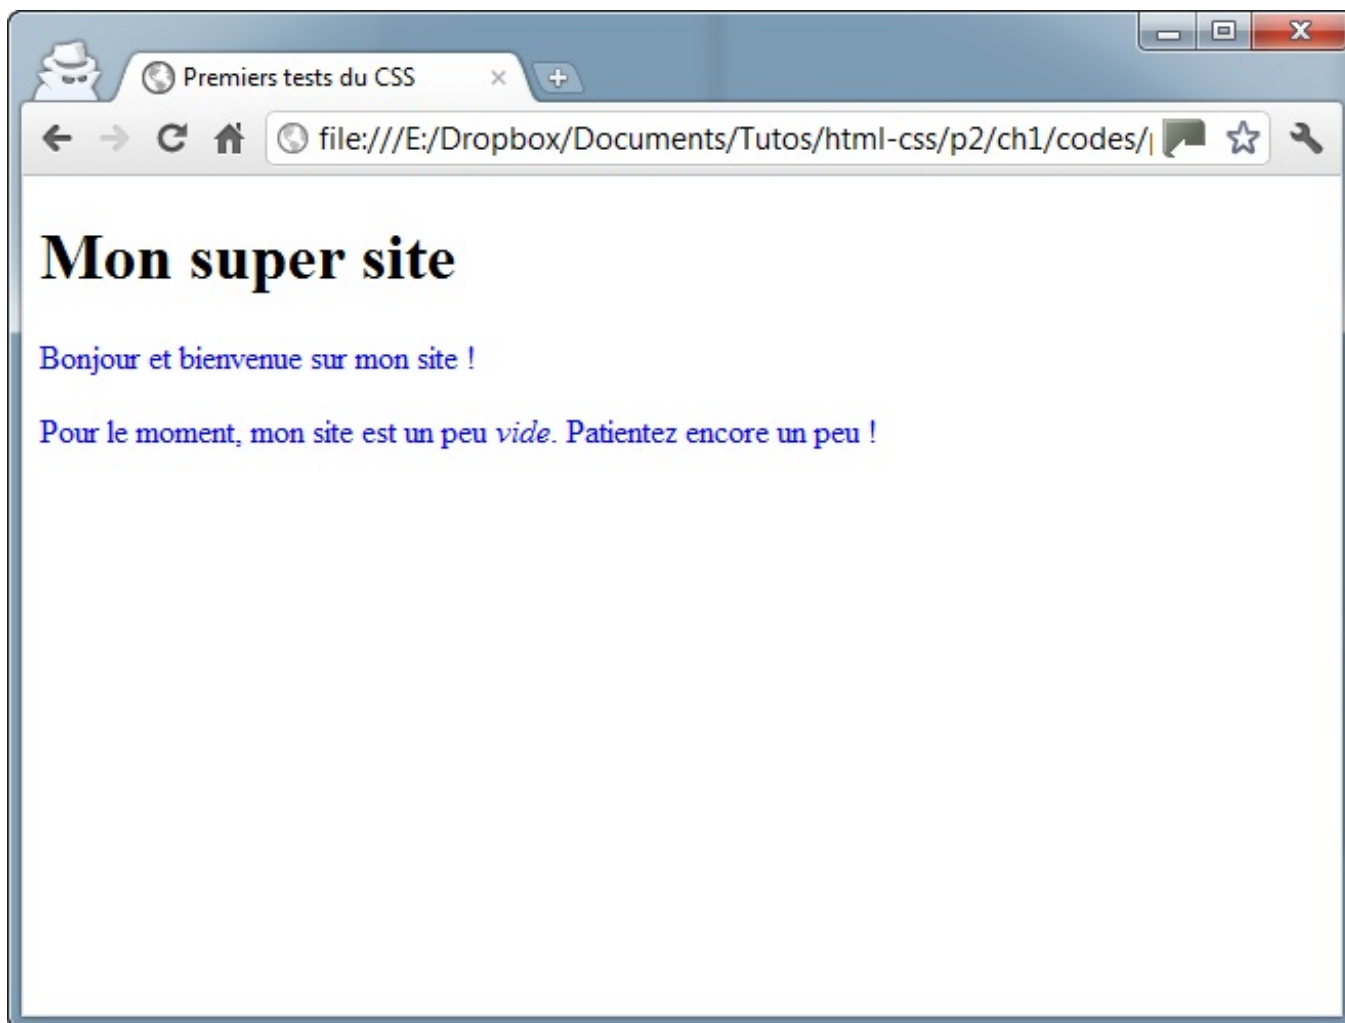 Premiers tests du CSS
file:///E:/Dropbox/Documents/Tutos/html-css/p2/ch1/codes/
Mon super site
Bonjour et bienvenue sur mon site !
Pour le moment, mon site est un peu vide. Patientez encore un peu !